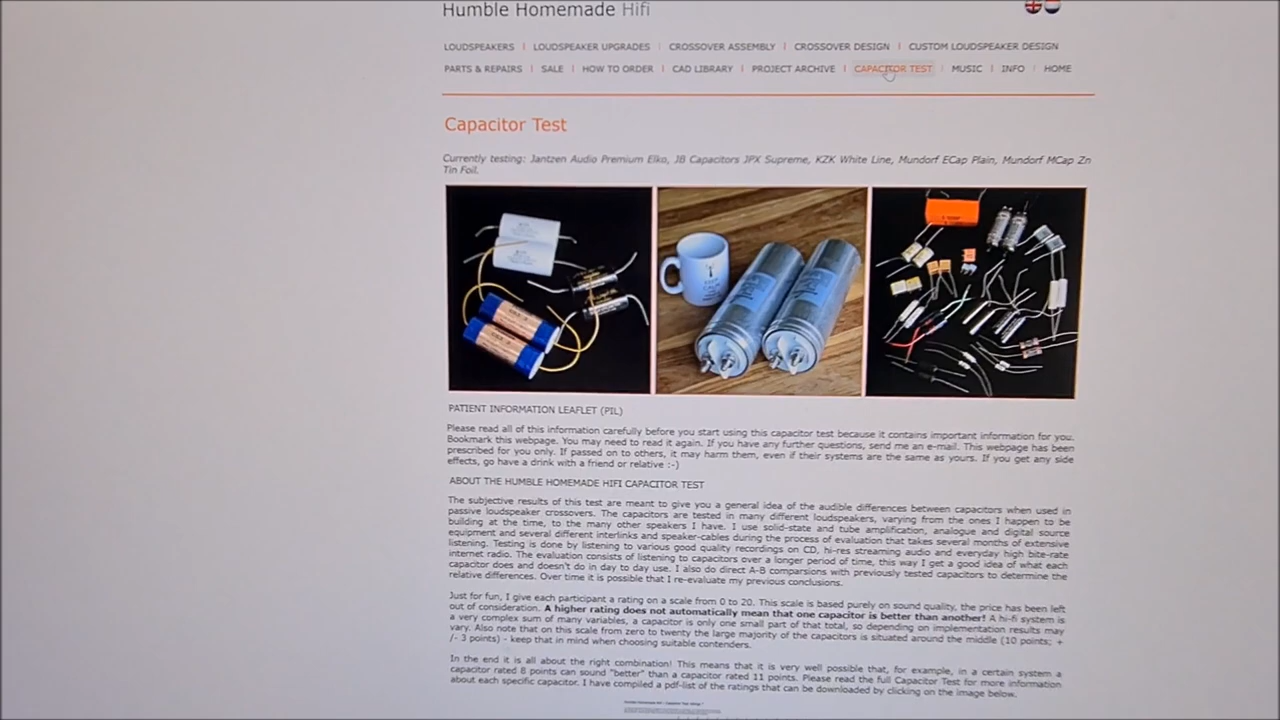 Humble Homemade Hifi
LOUDSPEAKERS LOUDSPEAKER UPGRADES CROSSOVER ASSEMBLY CROSSOVER DESIGN CUSTOM LOUDSPEAKER DESIGN
PARTS & REPAIRS SALE HOW TO ORDER CAD LIBRARY PROJECT ARCHIVE CAPACITOR TEST MUSIC INFO HOME
Capacitor Test
Currently testing: Jantzen Audio Premium Elko, JB Capacitors JPX Supreme, KZK White Line, Mundorf ECap Plain, Mundorf MCap Zn
Tin Foil.
PATIENT INFORMATION LEAFLET (PIL)
Please read all of this information carefully before you start using this capacitor test because it contains important information for you.
Bookmark this webpage. You may need to read it again. If you have any further questions, send me an e-mail. This webpage has been
prescribed for you only. If passed on to others, it may harm them, even if their systems are the same as yours. If you get any side
effects, go have a drink with a friend or relative :-)
ABOUT THE HUMBLE HOMEMADE HIFI CAPACITOR TEST
The subjective results of this test are meant to give you a general idea of the audible differences between capacitors when used in
passive loudspeaker crossovers. The capacitors are tested in many different loudspeakers, varying from the ones I happen to be
building at the time, to the many other speakers I have. I use solid-state and tube amplification, analogue and digital source
equipment and several different interlinks and speaker-cables during the process of evaluation that takes several months of extensive
listening. Testing is done by listening to various good quality recordings on CD, hi-res streaming audio and everyday high bite-rate
internet radio. The evaluation consists of listening to capacitors over a longer period of time, this way I get a good idea of what each
capacitor does and doesn't do in day to day use. I also do direct A-B comparsions with previously tested capacitors to determine the
relative differences. Over time it is possible that I re-evaluate my previous conclusions.
Just for fun, I give each participant a rating on a scale from 0 to 20. This scale is based purely on sound quality, the price has been left
out of consideration. A higher rating does not automatically mean that one capacitor is better than another! A hi-fi system is
a very complex sum of many variables, a capacitor is only one small part of that total, so depending on implementation results may
vary. Also note that on this scale from zero to twenty the large majority of the capacitors is situated around the middle (10 points; +
/- 3 points) - keep that in mind when choosing suitable contenders.
In the end it is all about the right combination! This means that it is very well possible that, for example, in a certain system a
capacitor rated 8 points can sound "better" than a capacitor rated 11 points. Please read the full Capacitor Test for more information
about each specific capacitor. I have compiled a pdf-list of the ratings that can be downloaded by clicking on the image below.